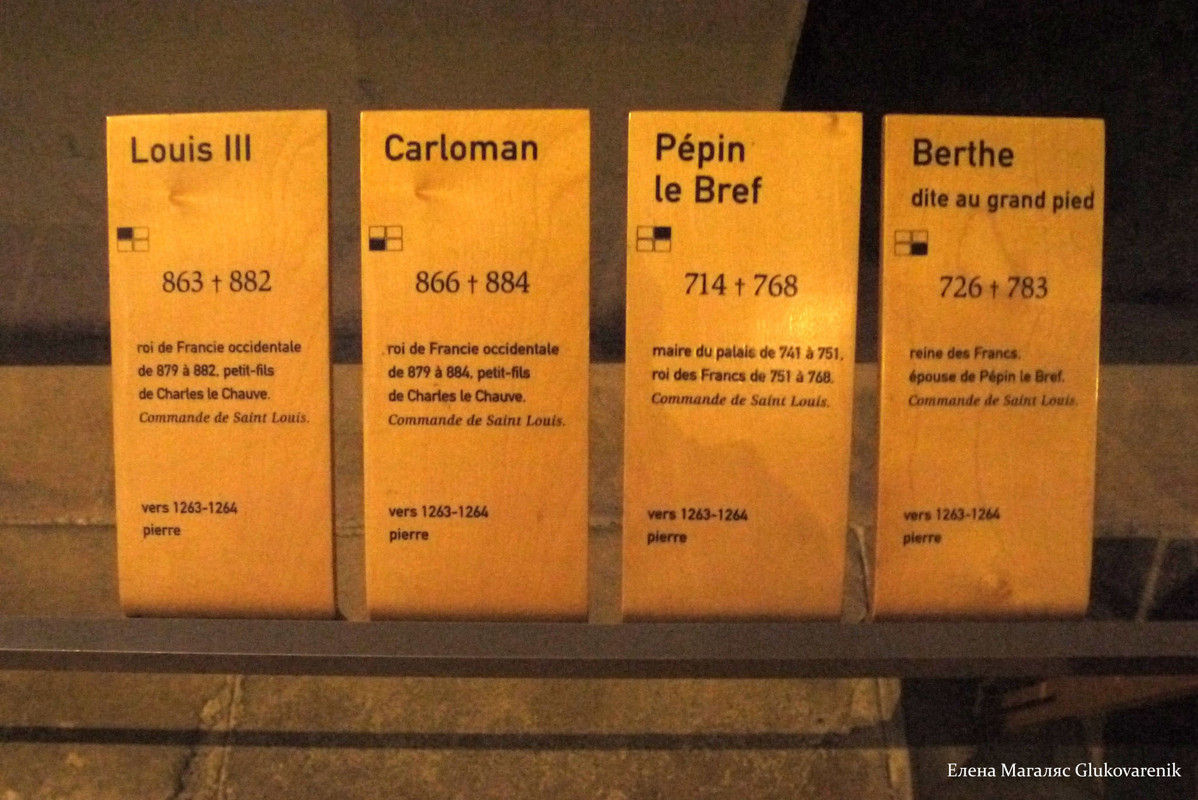 Louis III
863 † 882
roi de Francie occidentale
de 879 à 882, petit-fils
de Charles le Chauve.
Commande de Saint Louis.
vers 1263-1264
pierre
Carloman
866 † 884
roi de Francie occidentale
de 879 à 884, petit-fils
de Charles le Chauve.
Commande de Saint Louis.
vers 1263-1264
pierre
Pépin
le Bref
714 † 768
maire du palais de 741 à 751,
roi des Francs de 751 à 768.
Commande de Saint Louis.
vers 1263-1264
pierre
Berthe
dite au grand pied
726 † 783
reine des Francs,
épouse de Pépin le Bref.
Commande de Saint Louis.
vers 1263-1264
pierre
Елена Магаляс Glukovarenik